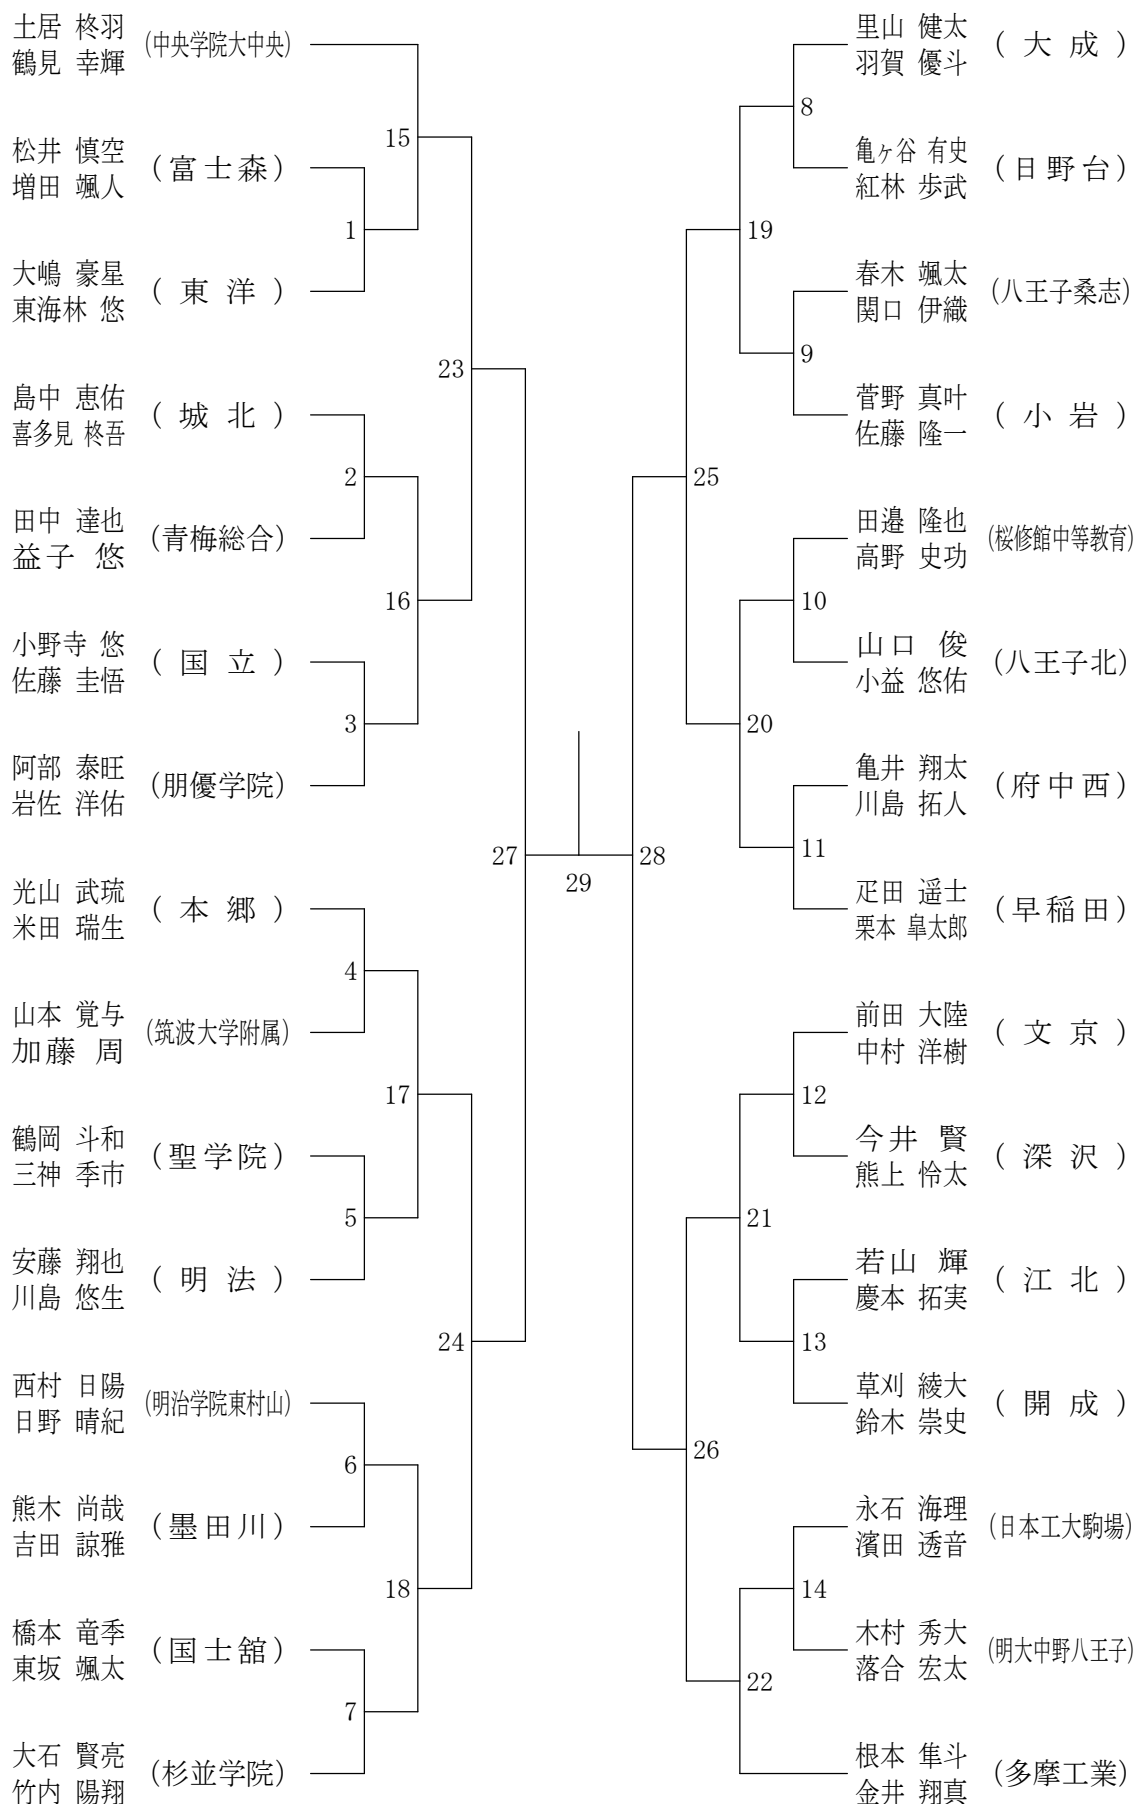 土居 柊羽
鶴見 幸輝
(中央学院大中央)
松井 慎空
増田 颯人
(富士森)
大嶋 豪星
東海林 悠
( 東 洋 )
島中 恵佑
喜多見 柊吾
( 城 北 )
田中 達也
益子 悠
(青梅総合)
小野寺 悠
佐藤 圭悟
( 国 立 )
阿部 泰旺
岩佐 洋佑
(朋優学院)
光山 武琉
米田 瑞生
( 本 郷 )
山本 覚与
加藤 周
(筑波大学附属)
鶴岡 斗和
三神 季市
(聖学院)
安藤 翔也
川島 悠生
( 明 法 )
西村 日陽
日野 晴紀
(明治学院東村山)
熊木 尚哉
吉田 諒雅
(墨田川)
橋本 竜季
東坂 颯太
(国士舘)
大石 賢亮
竹内 陽翔
(杉並学院)
1
2
3
4
5
6
7
15
16
17
18
23
24
27
29
28
25
26
19
20
21
22
8
9
10
11
12
13
14
里山 健太
羽賀 優斗
( 大 成 )
亀ヶ谷 有史
紅林 歩武
(日野台)
春木 颯太
関口 伊織
(八王子桑志)
菅野 真叶
佐藤 隆一
( 小 岩 )
田邉 隆也
高野 史功
(桜修館中等教育)
山口 俊
小益 悠佑
(八王子北)
亀井 翔太
川島 拓人
(府中西)
疋田 遥士
栗本 皐太郎
(早稲田)
前田 大陸
中村 洋樹
( 文 京 )
今井 賢
熊上 怜太
( 深 沢 )
若山 輝
慶本 拓実
( 江 北 )
草刈 綾大
鈴木 崇史
( 開 成 )
永石 海理
濱田 透音
(日本工大駒場)
木村 秀大
落合 宏太
(明大中野八王子)
根本 隼斗
金井 翔真
(多摩工業)